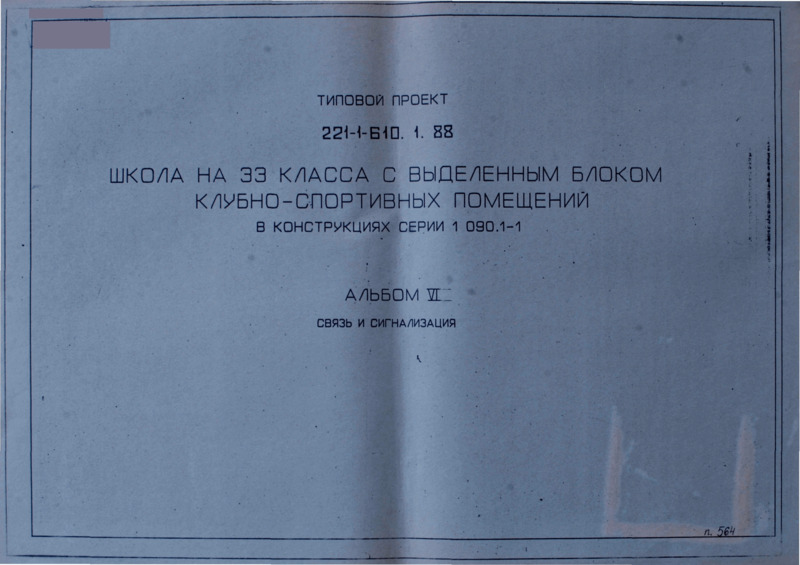 ТИПОВОЙ ПРОЕКТ
221-1-610. 1. 88
ШКОЛА НА 33 КЛАССА С ВЫДЕЛЕННЫМ БЛОКОМ
КЛУБНО-СПОРТИВНЫХ ПОМЕЩЕНИЙ
В КОНСТРУКЦИЯХ СЕРИИ 1 090.1-1
АЛЬБОМ VI
СВЯЗЬ И СИГНАЛИЗАЦИЯ
п. 564